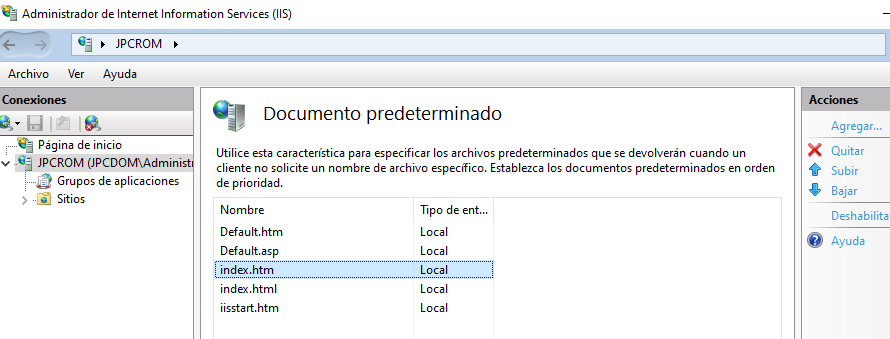 Administrador de Internet Information Services (IIS)
JPCROM
Archivo Ver Ayuda
Conexiones
Página de inicio
JPCROM (JPCDOM\Administr
Grupos de aplicaciones
Sitios
Documento predeterminado
Utilice esta característica para especificar los archivos predeterminados que se devolverán cuando un
cliente no solicite un nombre de archivo específico. Establezca los documentos predeterminados en orden
de prioridad.
Nombre Tipo de ent...
Default.htm Local
Default.asp Local
index.htm Local
index.html Local
iisstart.htm Local
Acciones
Agregar...
Quitar
Subir
Bajar
Deshabilita
Ayuda